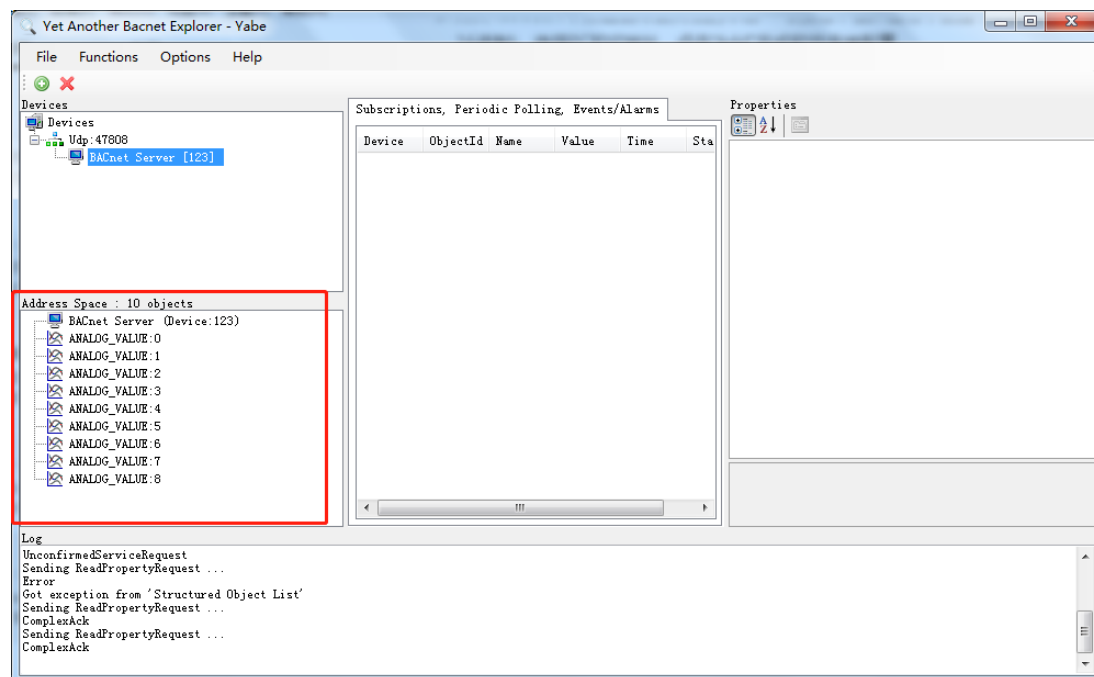 Yet Another Bacnet Explorer - Yabe
File Functions Options Help
Devices
Devices
Udp:47808
BACnet Server [123]
Address Space : 10 objects
BACnet Server (Device:123)
ANALOG_VALUE:0
ANALOG_VALUE:1
ANALOG_VALUE:2
ANALOG_VALUE:3
ANALOG_VALUE:4
ANALOG_VALUE:5
ANALOG_VALUE:6
ANALOG_VALUE:7
ANALOG_VALUE:8
Subscriptions, Periodic Polling, Events/Alarms
Device ObjectId Name Value Time Sta
Properties
Log
UnconfirmedServiceRequest
Sending ReadPropertyRequest ...
Error
Got exception from 'Structured Object List'
Sending ReadPropertyRequest ...
ComplexAck
Sending ReadPropertyRequest ...
ComplexAck